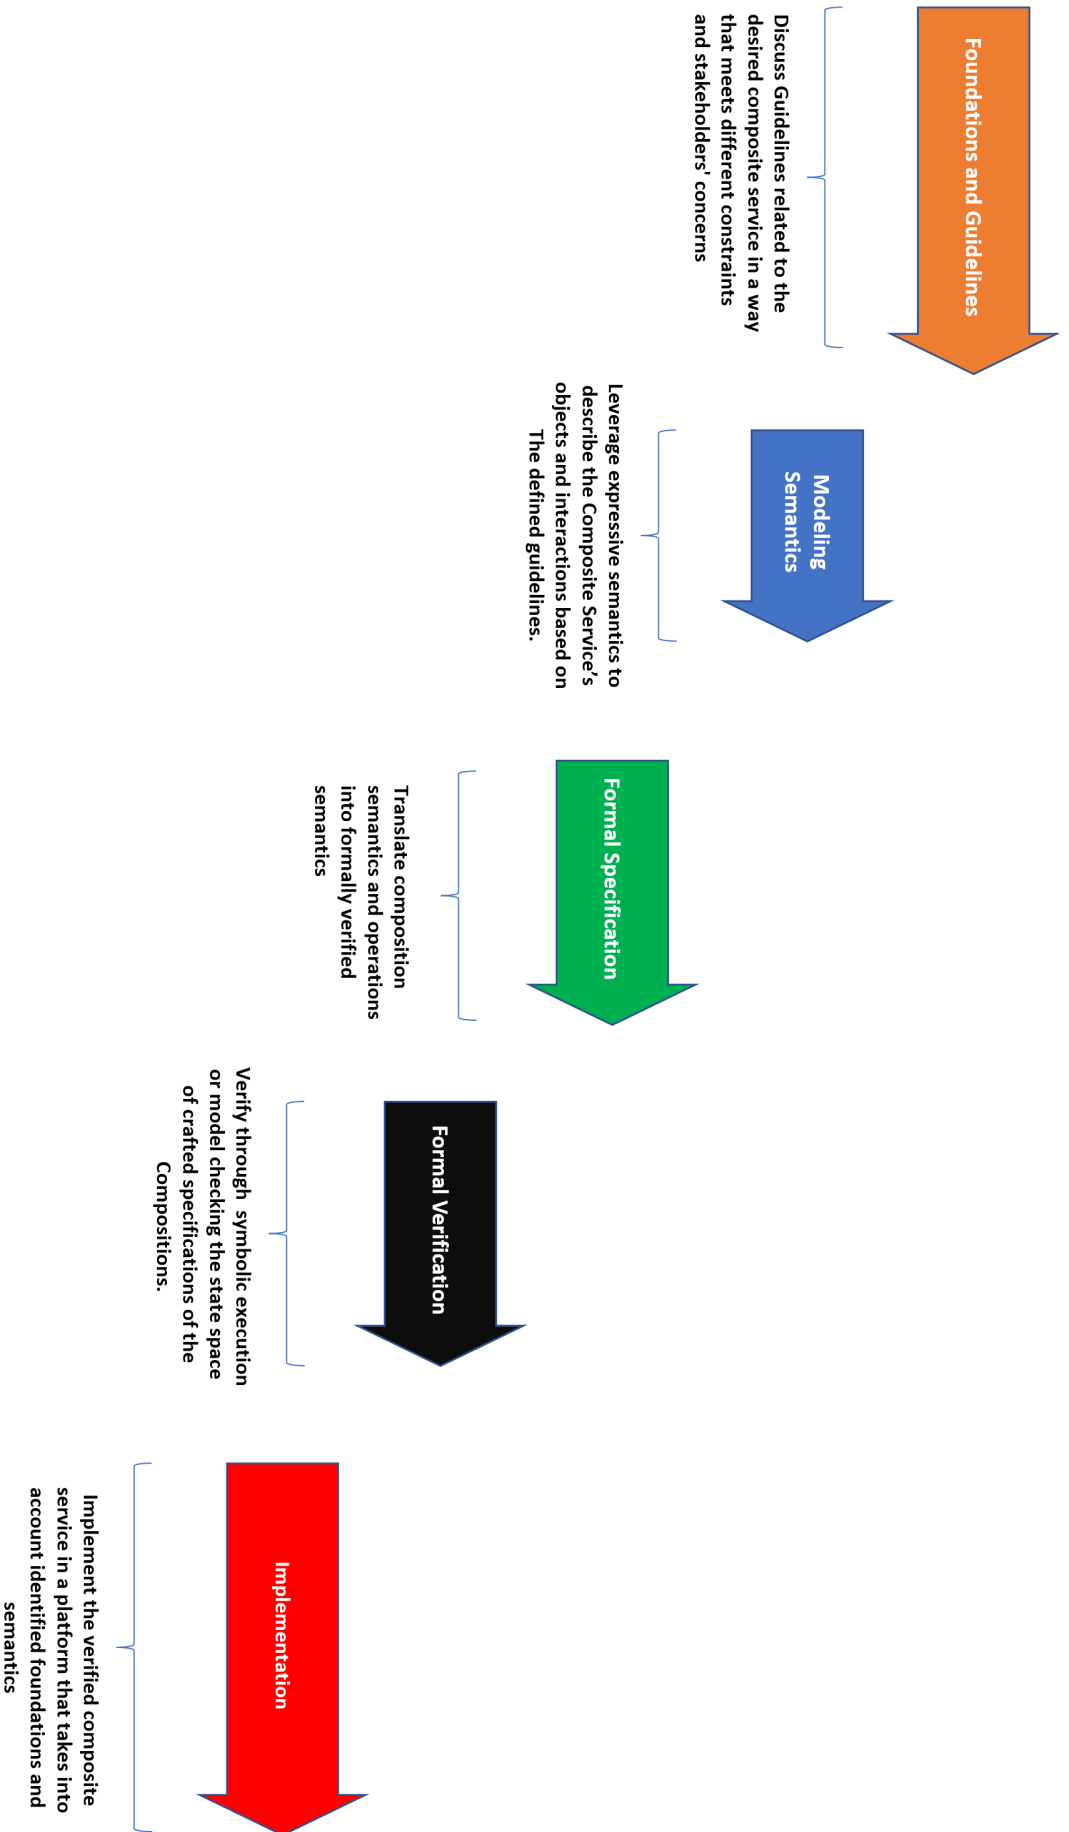 Foundations and Guidelines
Discuss Guidelines related to the
desired composite service in a way
that meets different constraints
and stakeholders' concerns
Modeling
Semantics
Leverage expressive semantics to
describe the Composite Service’s
objects and interactions based on
The defined guidelines.
Formal Specification
Translate composition
semantics and operations
into formally verified
semantics
Formal Verification
Verify through symbolic execution
or model checking the state space
of crafted specifications of the
Compositions.
Implementation
Implement the verified composite
service in a platform that takes into
account identified foundations and
semantics